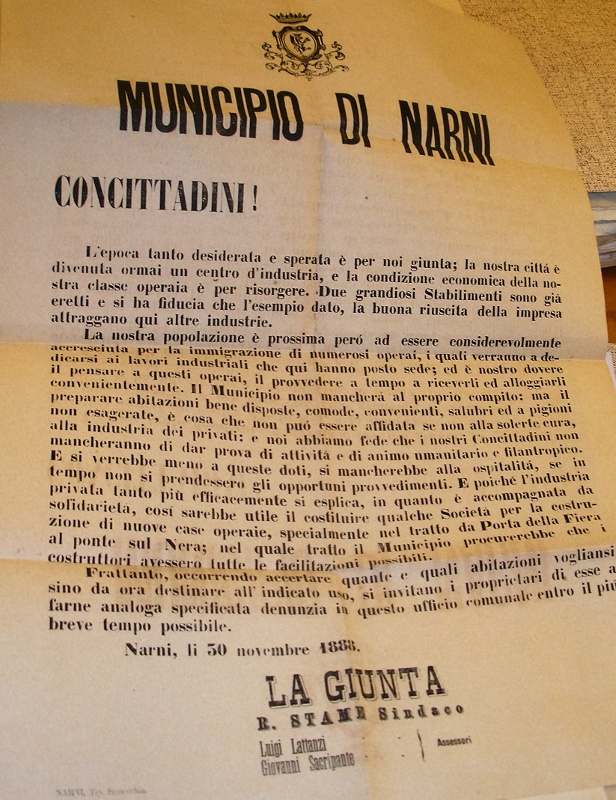 MUNICIPIO DI NARNI
CONCITTADINI!
L'epoca tanto desiderata e sperata è per noi giunta; la nostra cittá è
divenuta ormai un centro d'industria, e la condizione economica della no-
stra classe operaia è per risorgere. Due grandiosi Stabilimenti sono già
eretti e si ha fiducia che l'esempio dato, la buona riuscita della impresa
attraggano qui altre industrie.
La nostra popolazione è prossima peró ad essere considerevolmente
accresciuta per la immigrazione di numerosi operai, i quali verranno a de-
dicarsi ai lavori industriali che qui hanno posto sede; ed è nostro dovere
il pensare a questi operai, il provvedere a tempo a riceverli ed alloggiarli
convenientemente. Il Municipio non mancherà al proprio compito: ma il
preparare abitazioni bene disposte, comode, convenienti, salubri ed a pigioni
non esagerate, è cosa che non puó essere affidata se non alla solerte cura,
alla industria dei privati: e noi abbiamo fede che i nostri Concittadini non
mancheranno di dar prova di attività e di animo umanitario e filantropico.
E si verrebbe meno a queste doti, si mancherebbe alla ospitalitá, se in
tempo non si prendessero gli opportuni provvedimenti. E poiché l'industria
privata tanto più efficacemente si esplica, in quanto è accompagnata da
solidarietà, cosí sarebbe utile il costituire qualche Società per la costru-
zione di nuove case operaie, specialmente nel tratto da Porta della Fiera
al ponte sul Nera; nel quale tratto il Municipio procurerebbe che i
costruttori avessero tutte le facilitazioni possibili.
Frattanto, occorrendo accertare quante e quali abitazioni vogliansi
sino da ora destinare all'indicato uso, si invitano i proprietari di esse a
farne analoga specificata denunzia in questo ufficio comunale entro il più
breve tempo possibile.
Narni, li 30 novembre 1888.
LA GIUNTA
R. STAME Sindaco
Luigi Lattanzi
Giovanni Sacripante
Assessori
NARNI, Tip.